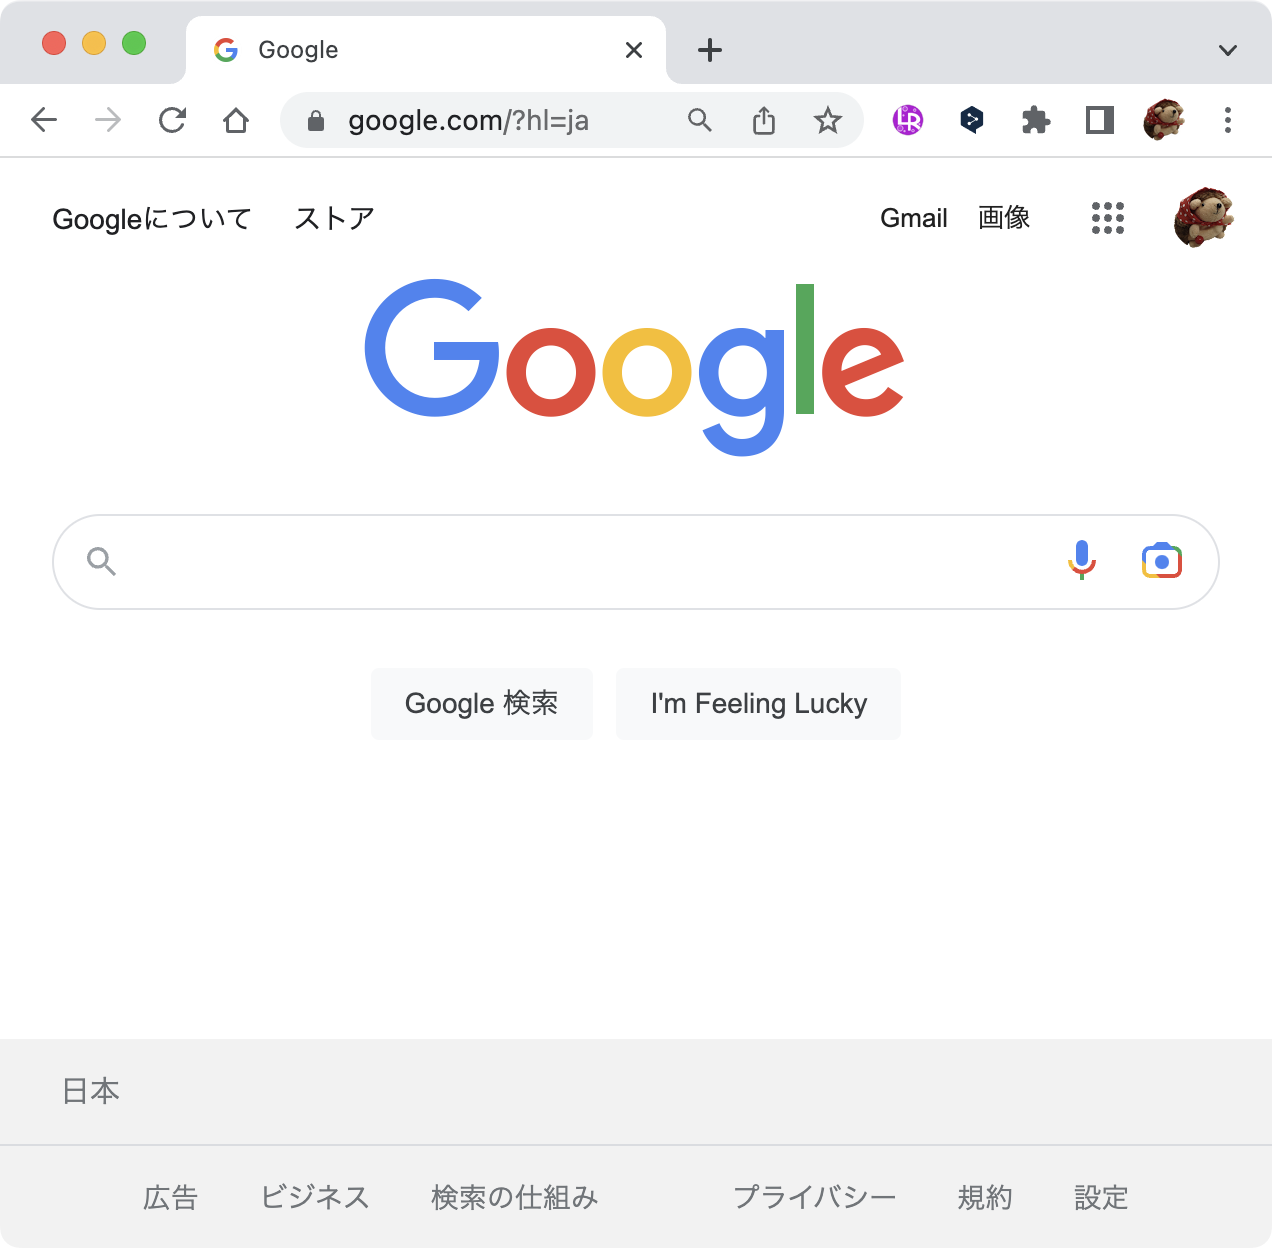 Google
google.com/?hl=ja
LR
Googleについて ストア Gmail 画像
Google
Google 検索 I'm Feeling Lucky
日本
広告 ビジネス 検索の仕組み プライバシー 規約 設定